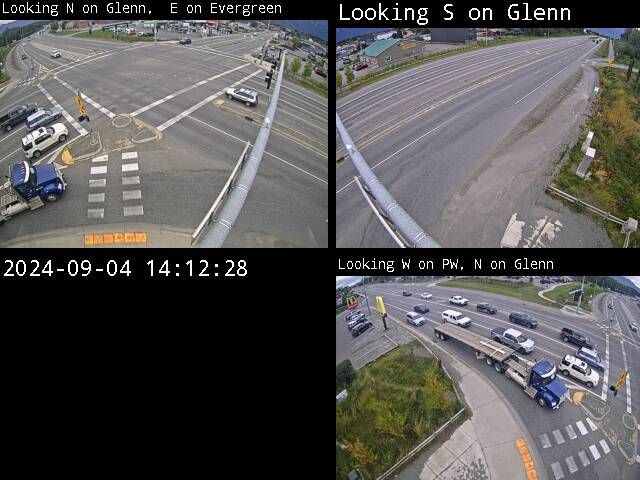 Looking N on Glenn,  E on Evergreen
Looking S on Glenn
2024-09-04 14:12:28
Looking W on PW, N on Glenn